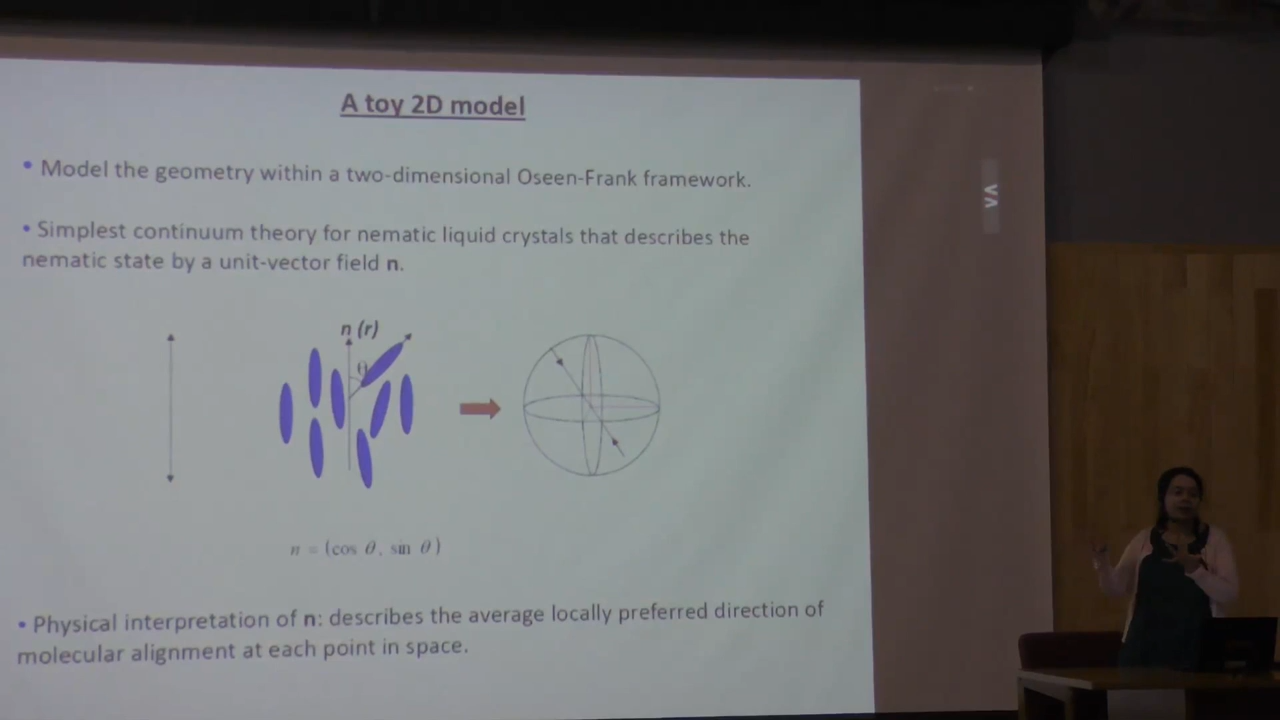 A toy 2D model
• Model the geometry within a two-dimensional Oseen-Frank framework.
• Simplest continuum theory for nematic liquid crystals that describes the
nematic state by a unit-vector field n.
n (r)
θ
n = (cos θ, sin θ)
• Physical interpretation of n: describes the average locally preferred direction of
molecular alignment at each point in space.